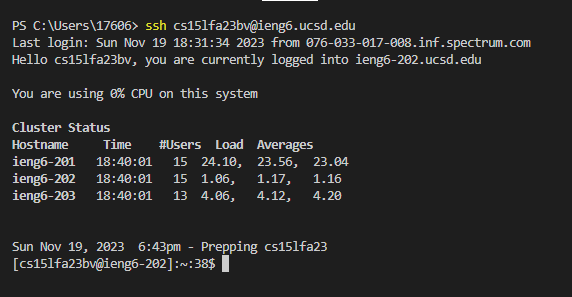 PS C:\Users\17606> ssh cs15lfa23bv@ieng6.ucsd.edu
Last login: Sun Nov 19 18:31:34 2023 from 076-033-017-008.inf.spectrum.com
Hello cs15lfa23bv, you are currently logged into ieng6-202.ucsd.edu
You are using 0% CPU on this system
Cluster Status
Hostname     Time    #Users  Load  Averages
ieng6-201   18:40:01   15  24.10,  23.56,  23.04
ieng6-202   18:40:01   15  1.06,   1.17,   1.16
ieng6-203   18:40:01   13  4.06,   4.12,   4.20
Sun Nov 19, 2023  6:43pm - Prepping cs15lfa23
[cs15lfa23bv@ieng6-202]:~:38$